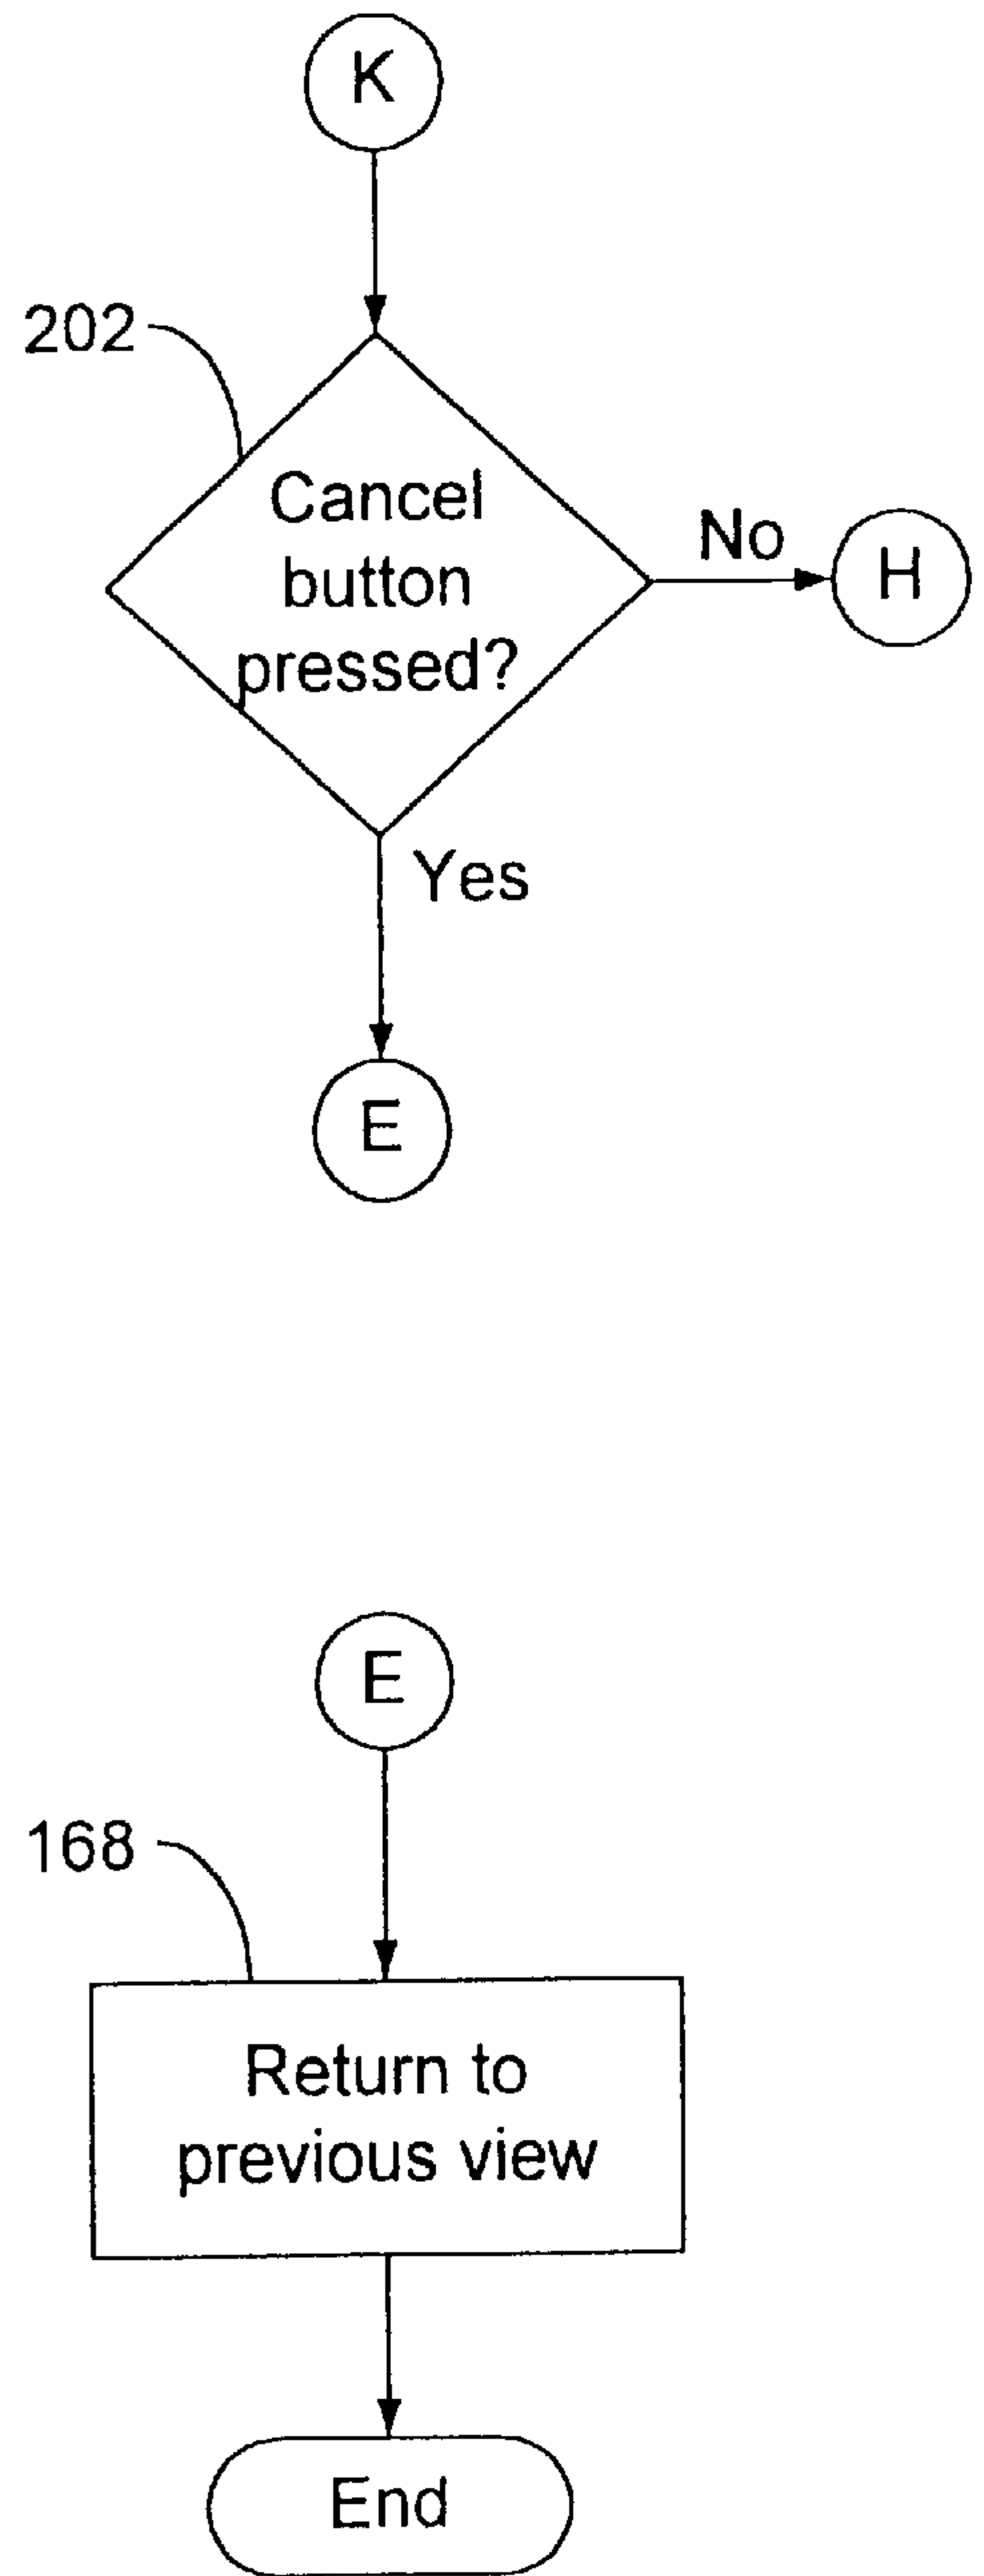 K
202
Cancel
button
pressed?
No
H
Yes
E
E
168
Return to
previous view
End